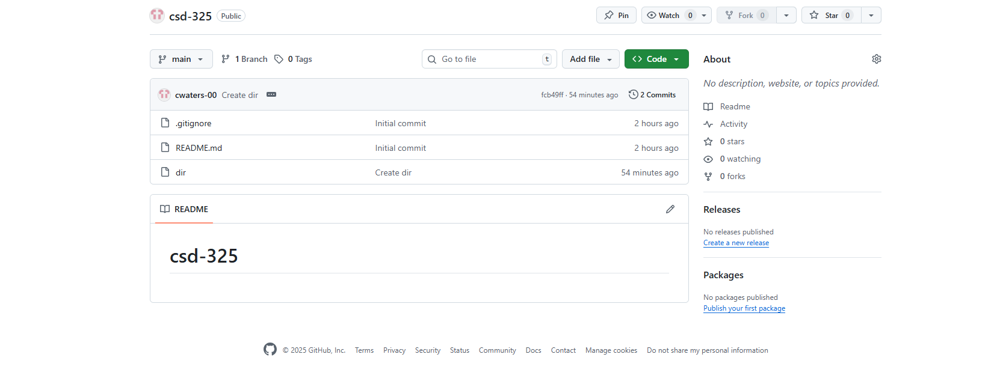 csd-325 Public Pin Watch 0 Fork 0 Star 0
main 1 Branch 0 Tags Go to file t Add file Code
cwaters-00 Create dir fcb49ff · 54 minutes ago 2 Commits
.gitignore Initial commit 2 hours ago
README.md Initial commit 2 hours ago
dir Create dir 54 minutes ago
README
csd-325
About
No description, website, or topics provided.
Readme
Activity
0 stars
0 watching
0 forks
Releases
No releases published
Create a new release
Packages
No packages published
Publish your first package
© 2025 GitHub, Inc. Terms Privacy Security Status Community Docs Contact Manage cookies Do not share my personal information